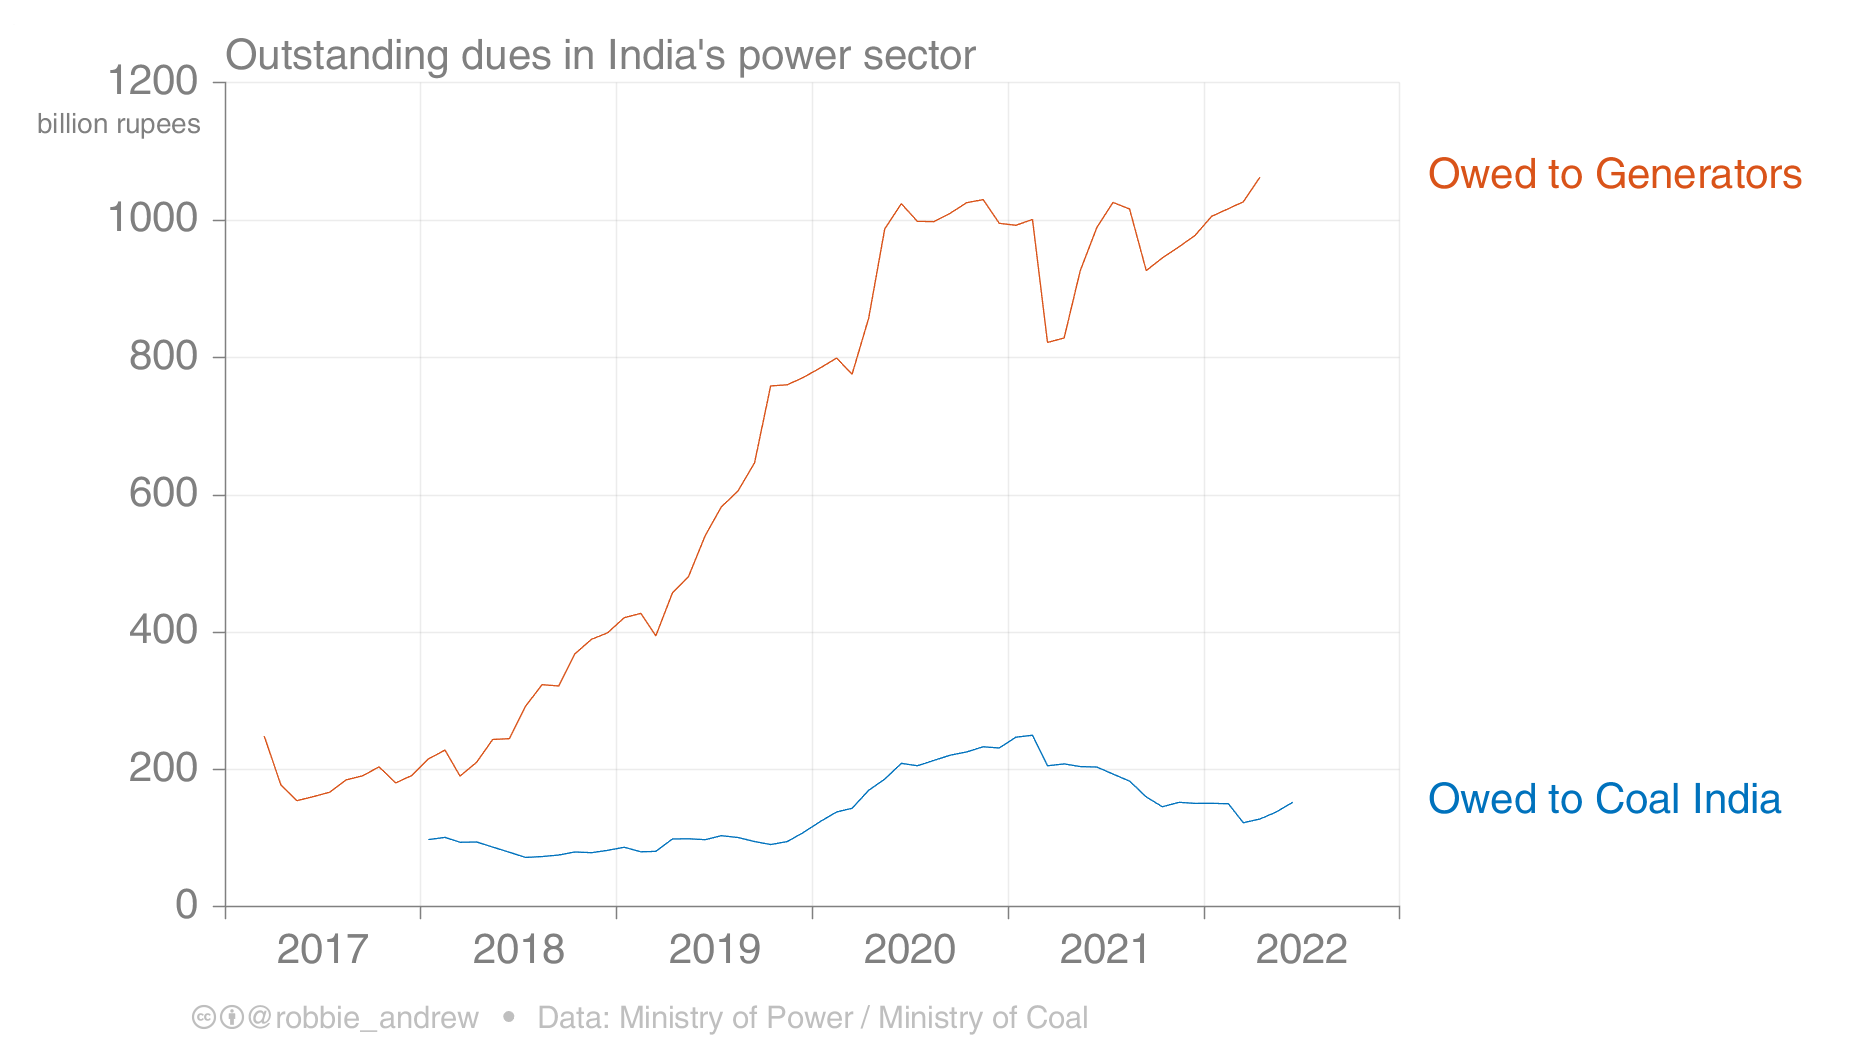 Outstanding dues in India's power sector
1200
billion rupees
1000
800
600
400
200
0
Owed to Generators
Owed to Coal India
2017 2018 2019 2020 2021 2022
cc @robbie_andrew • Data: Ministry of Power / Ministry of Coal